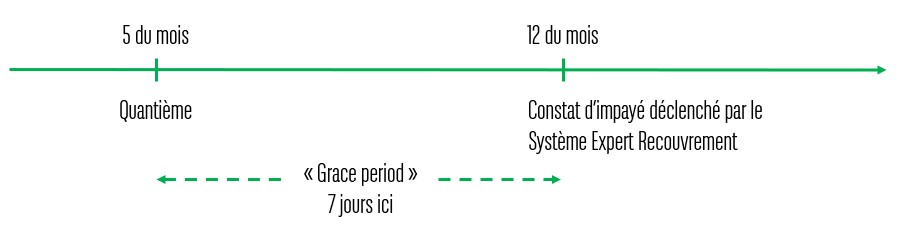 5 du mois
12 du mois
Quantième
Constat d’impayé déclenché par le
Système Expert Recouvrement
« Grace period »
7 jours ici